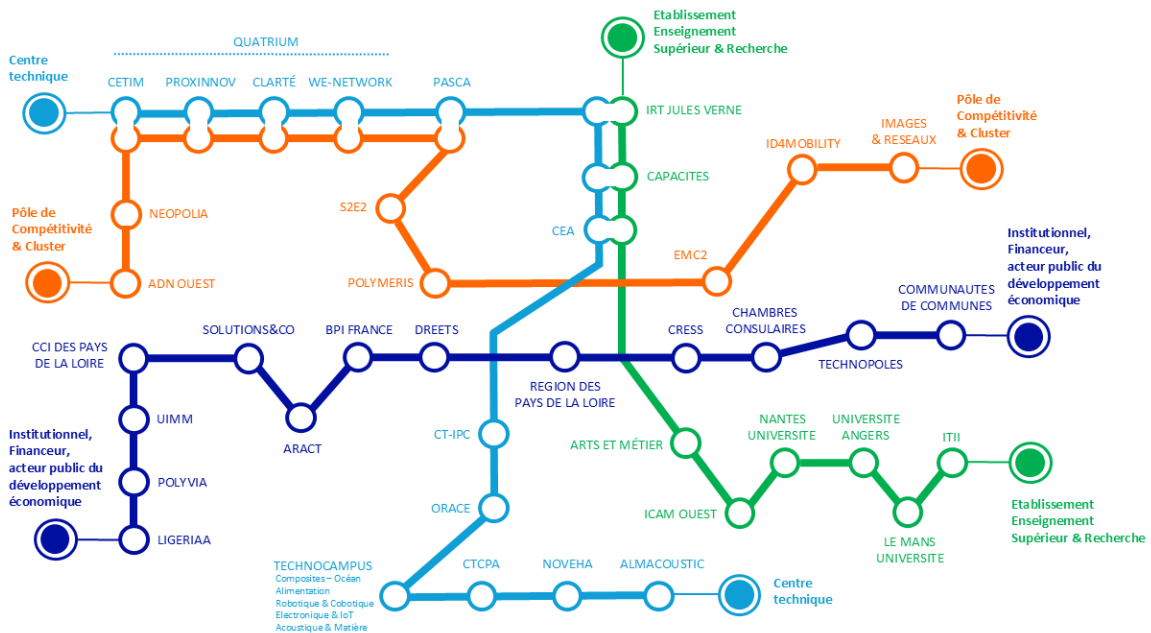 Etablissement
Enseignement
Supérieur & Recherche
QUATRIUM
Centre
technique
CETIM
PROXINNOV
CLARTÉ
WE-NETWORK
PASCA
IRT JULES VERNE
Pôle de
Compétitivité
& Cluster
IMAGES
& RESEAUX
ID4MOBILITY
CAPACITES
S2E2
NEOPOLIA
Pôle de
Compétitivité
& Cluster
CEA
Institutionnel,
Financeur,
acteur public du
développement
économique
EMC2
ADN OUEST
POLYMERIS
COMMUNAUTES
DE COMMUNES
CHAMBRES
CONSULAIRES
SOLUTIONS&CO
BPI FRANCE
DREETS
CRESS
CCI DES PAYS
DE LA LOIRE
TECHNOPOLES
REGION DES
PAYS DE LA LOIRE
UIMM
NANTES
UNIVERSITE
UNIVERSITE
ANGERS
ITII
Institutionnel,
Financeur,
acteur public du
développement
économique
ARACT
CT-IPC
ARTS ET MÉTIER
POLYVIA
ORACE
ICAM OUEST
Etablissement
Enseignement
Supérieur & Recherche
LIGERIAA
LE MANS
UNIVERSITE
TECHNOCAMPUS
Composites – Océan
Alimentation
Robotique & Cobotique
Electronique & IoT
Acoustique & Matière
CTCPA
NOVEHA
ALMACOUSTIC
Centre
technique